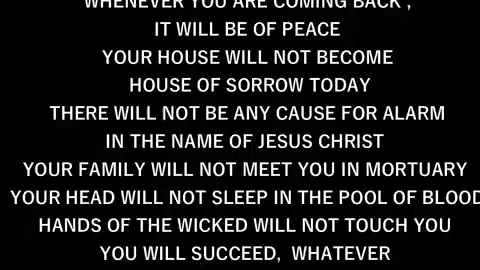 WHENEVER YOU ARE COMING BACK ,
IT WILL BE OF PEACE
YOUR HOUSE WILL NOT BECOME
HOUSE OF SORROW TODAY
THERE WILL NOT BE ANY CAUSE FOR ALARM
IN THE NAME OF JESUS CHRIST
YOUR FAMILY WILL NOT MEET YOU IN MORTUARY
YOUR HEAD WILL NOT SLEEP IN THE POOL OF BLOOD
HANDS OF THE WICKED WILL NOT TOUCH YOU
YOU WILL SUCCEED,  WHATEVER